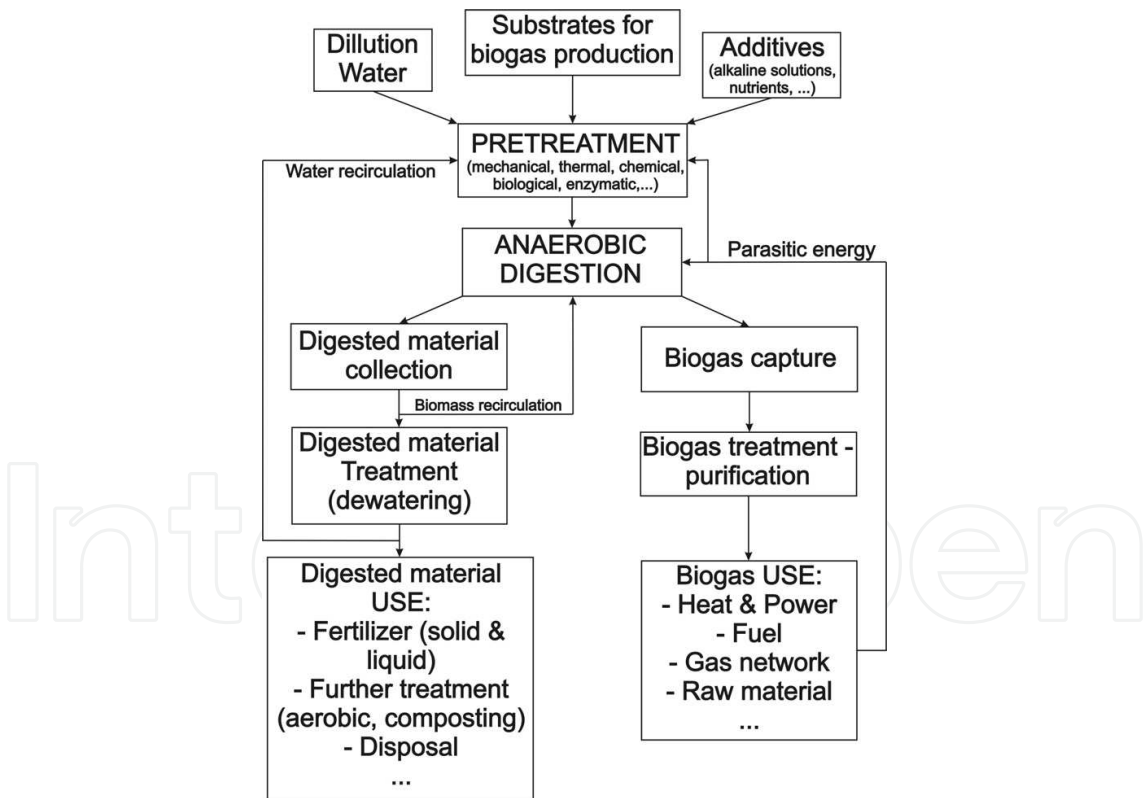 Dillution
Water
Substrates for
biogas production
Additives
(alkaline solutions,
nutrients, ...)
PRETREATMENT
(mechanical, thermal, chemical,
biological, enzymatic,...)
Water recirculation
ANAEROBIC
DIGESTION
Parasitic energy
Digested material
collection
Biogas capture
Biomass recirculation
Digested material
Treatment
(dewatering)
Biogas treatment -
purification
Digested material
USE:
- Fertilizer (solid &
liquid)
- Further treatment
(aerobic, composting)
- Disposal
...
Biogas USE:
- Heat & Power
- Fuel
- Gas network
- Raw material
...